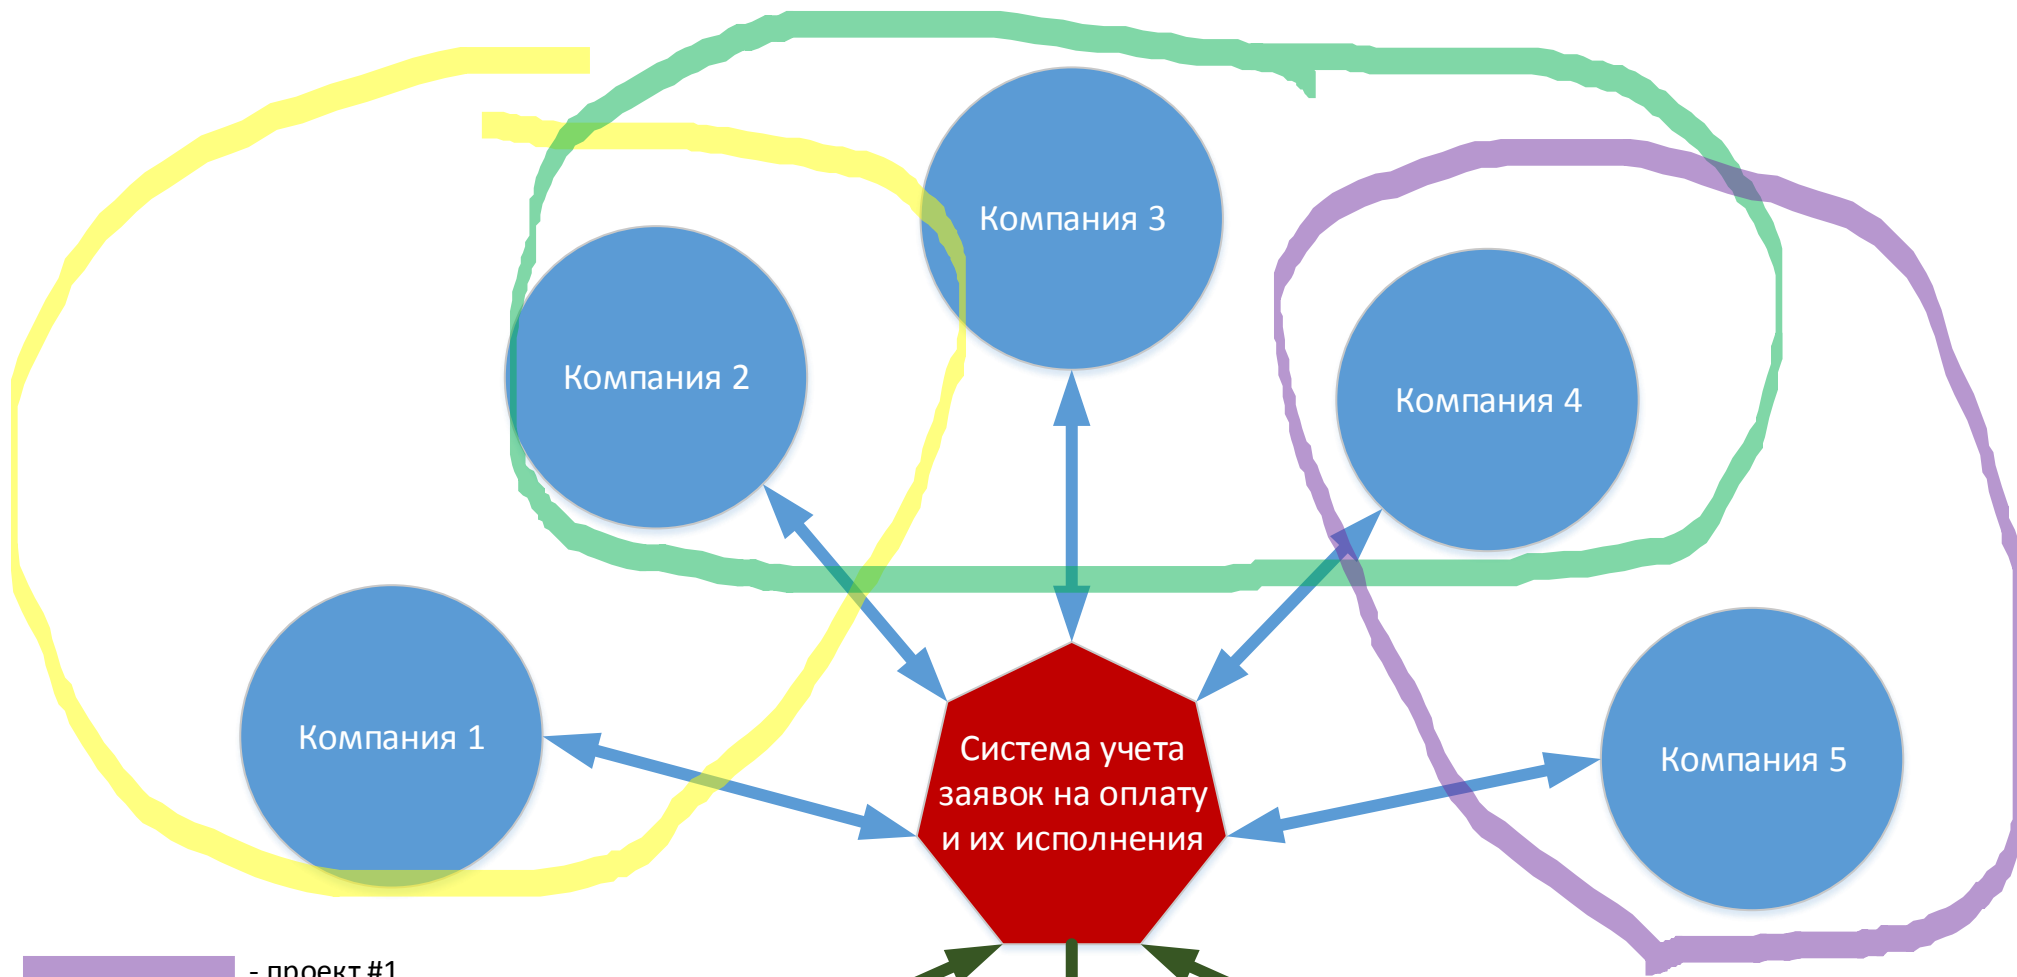 Компания 3
Компания 2
Компания 4
Компания 1
Система учета
заявок на оплату
и их исполнения
Компания 5
- проект #1